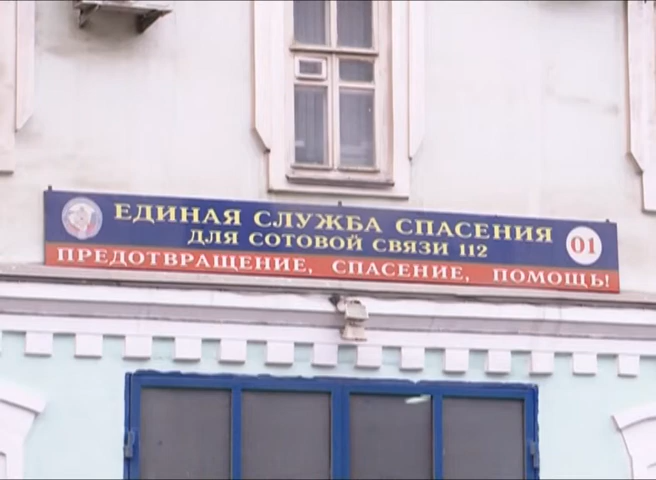 ЕДИНАЯ СЛУЖБА СПАСЕНИЯ
ДЛЯ СОТОВОЙ СВЯЗИ 112
01
ПРЕДОТВРАЩЕНИЕ, СПАСЕНИЕ, ПОМОЩЬ!